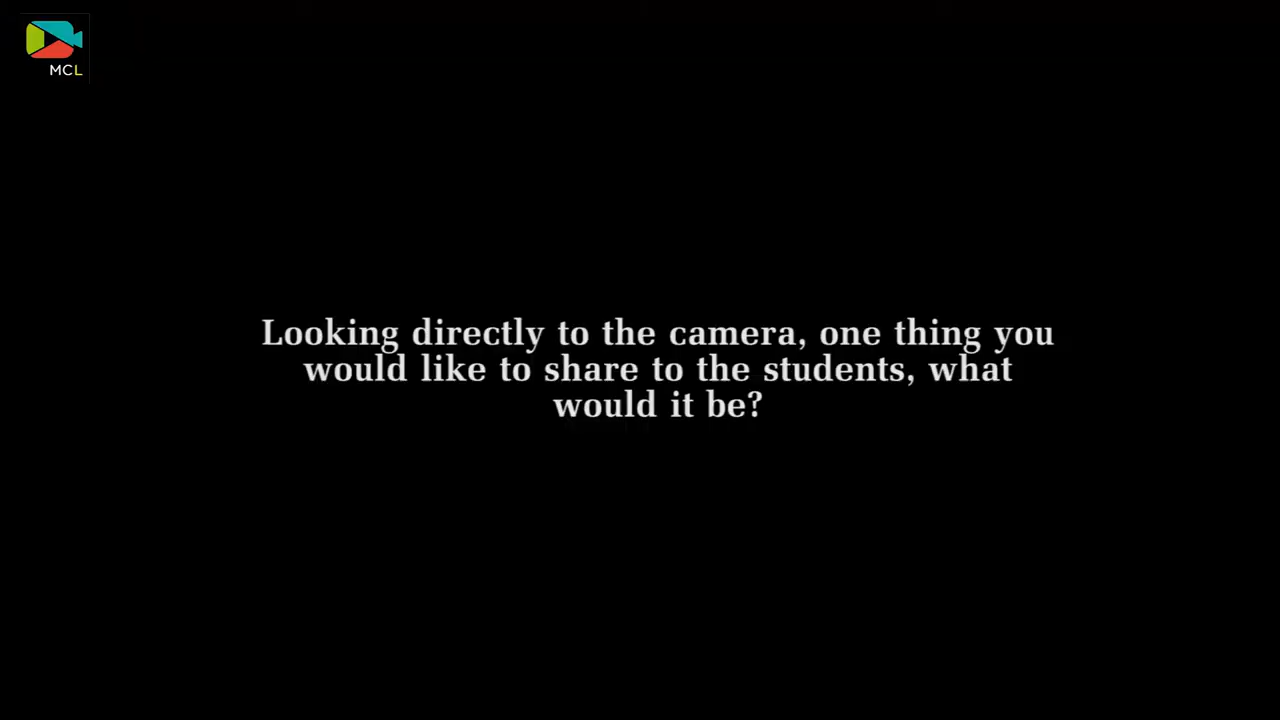 MCL
Looking directly to the camera, one thing you
would like to share to the students, what
would it be?